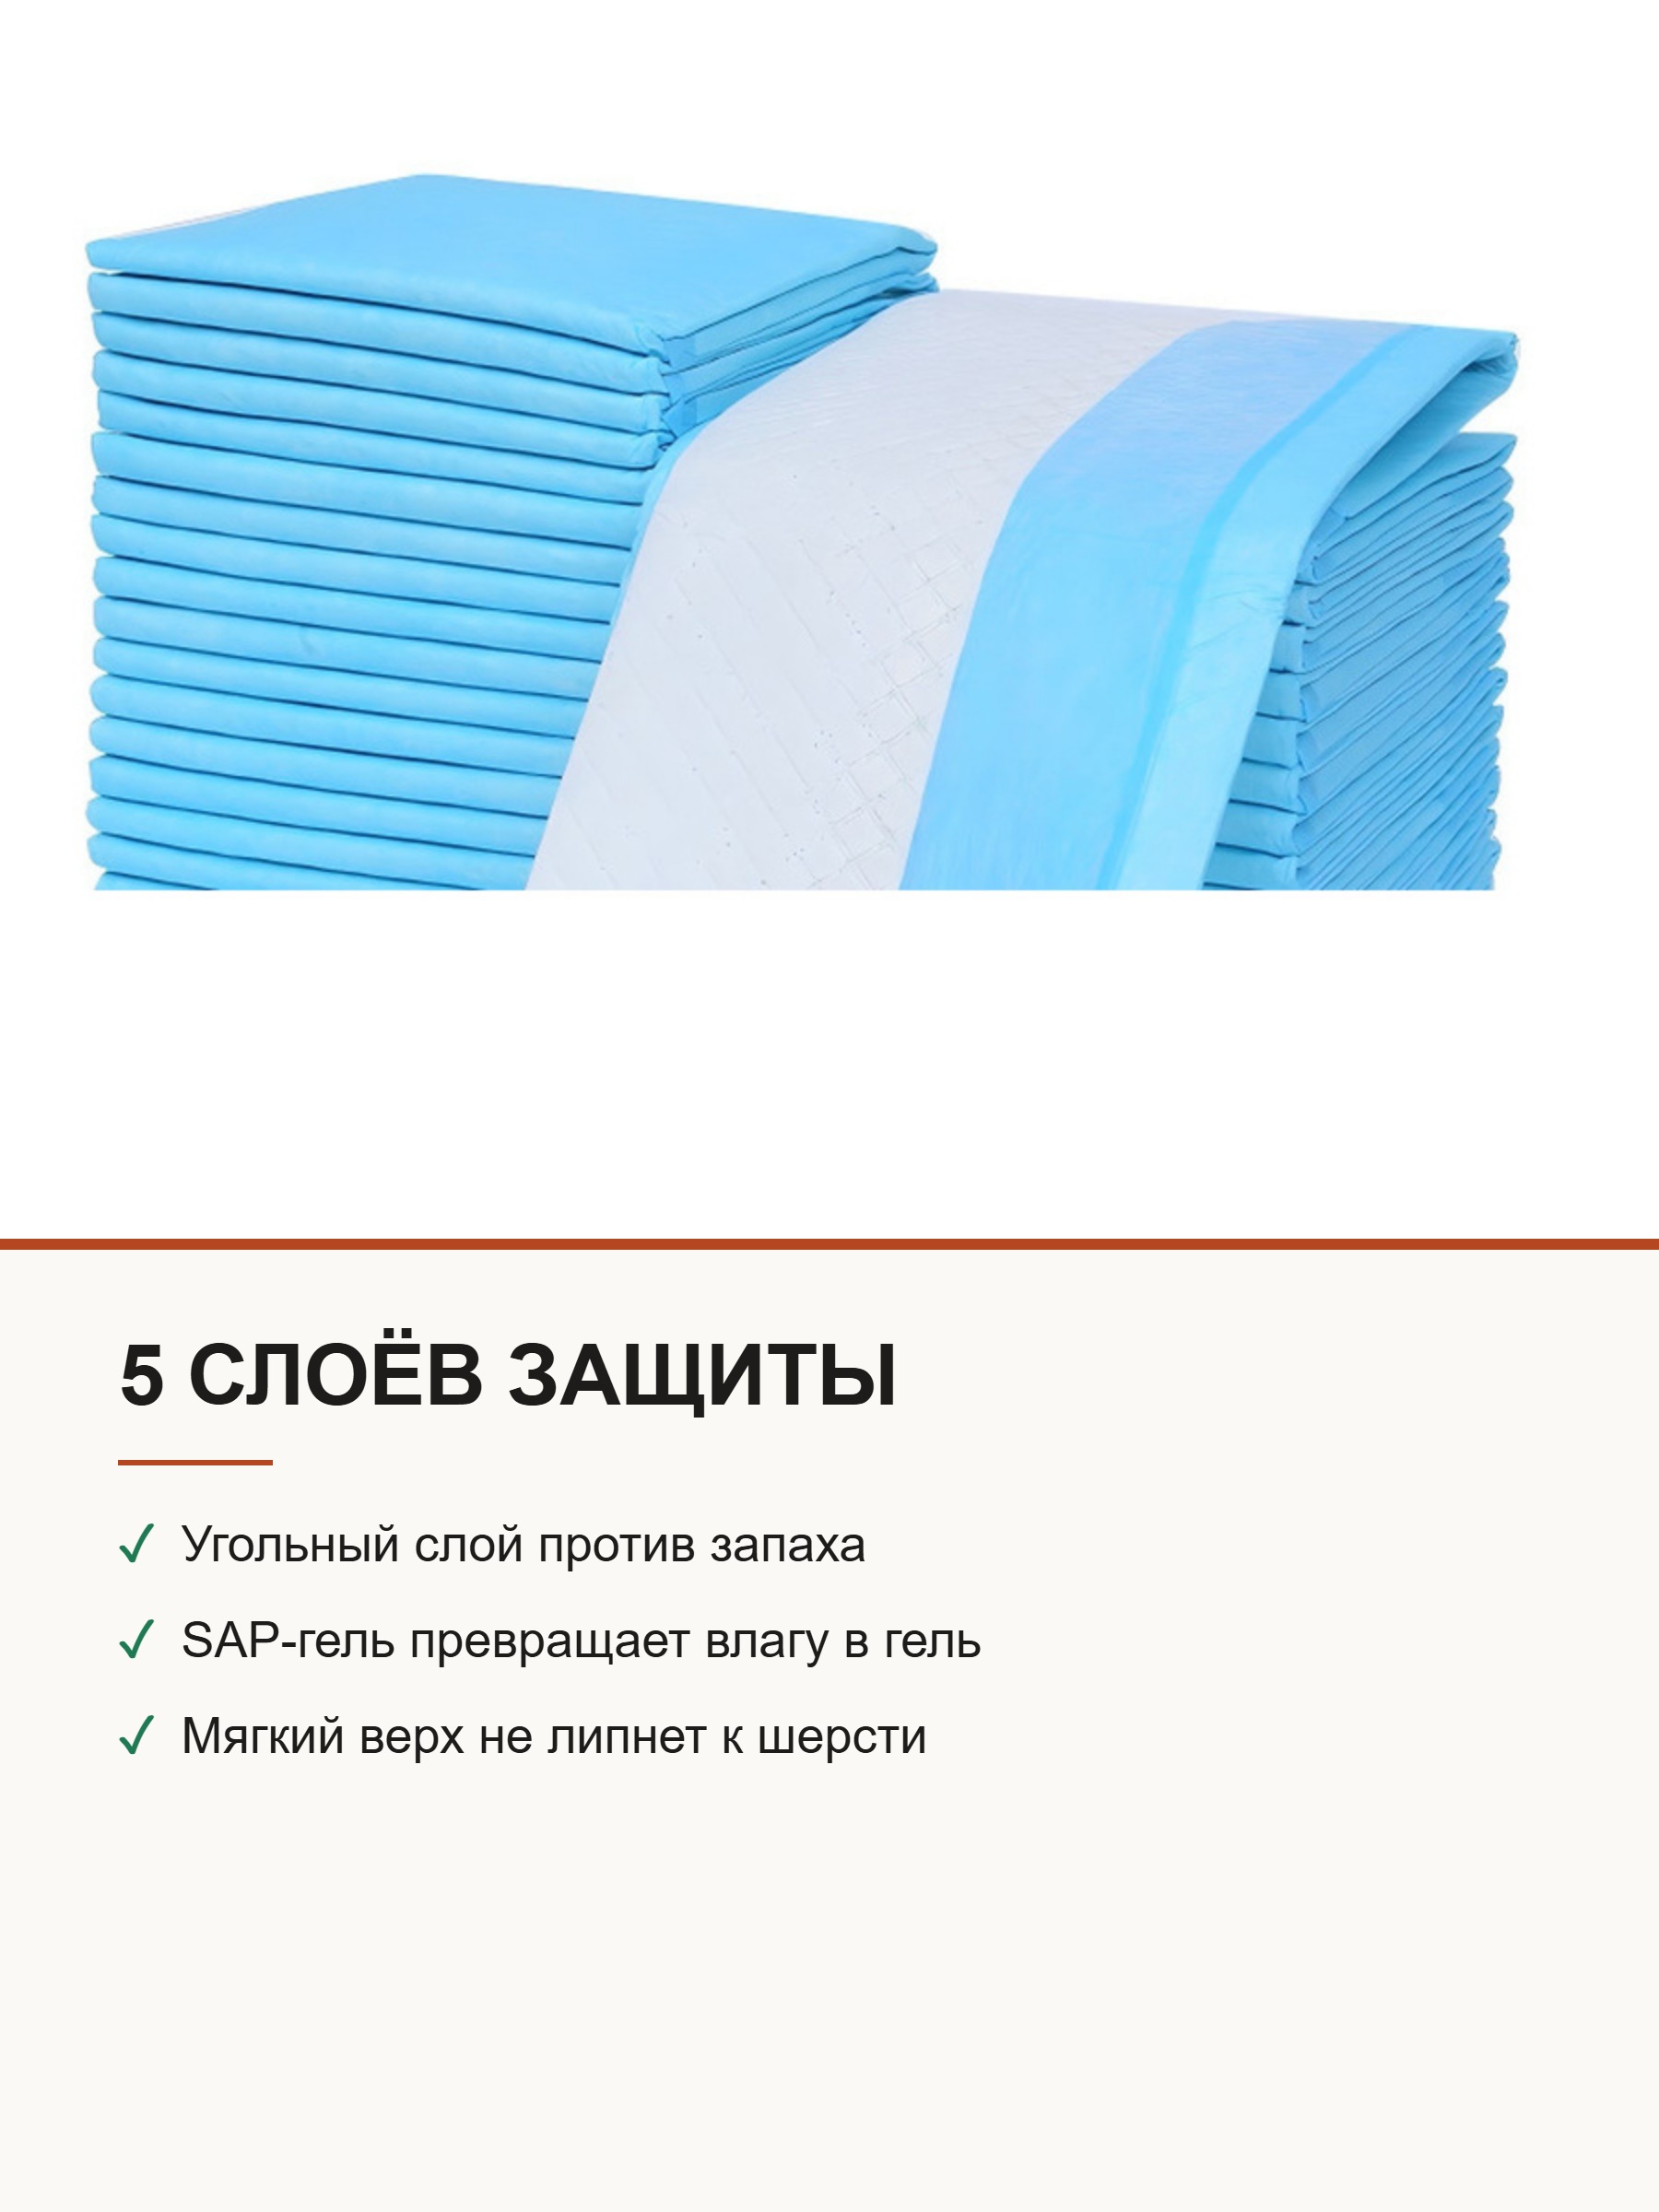 5 СЛОЁВ ЗАЩИТЫ
✓ Угольный слой против запаха
✓ SAP-гель превращает влагу в гель
✓ Мягкий верх не липнет к шерсти